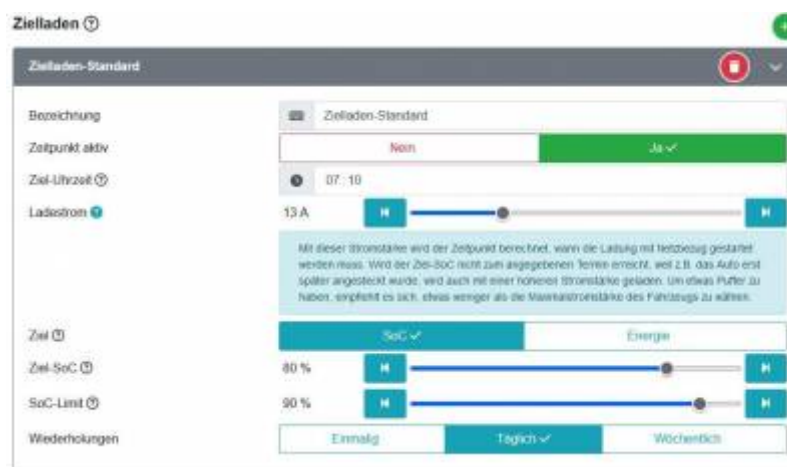 Zielladen
Zielladen-Standard
Bezeichnung Zielladen-Standard
Zeitpunkt aktiv Nein Ja
Ziel-Uhrzeit 07:10
Ladestrom 13 A
Mit dieser Stromstärke wird der Zeitpunkt berechnet, wann die Ladung mit Netzbezug gestartet
werden muss. Wird der Ziel-SoC nicht zum angegebenen Termin erreicht, weil z.B. das Auto erst
später angesteckt wurde, wird auch mit einer höheren Stromstärke geladen. Um etwas Puffer zu
haben, empfiehlt es sich, etwas weniger als die Maximalstromstärke des Fahrzeugs zu wählen.
Ziel SoC Energie
Ziel-SoC 80 %
SoC-Limit 90 %
Wiederholungen Einmalig Täglich Wöchentlich